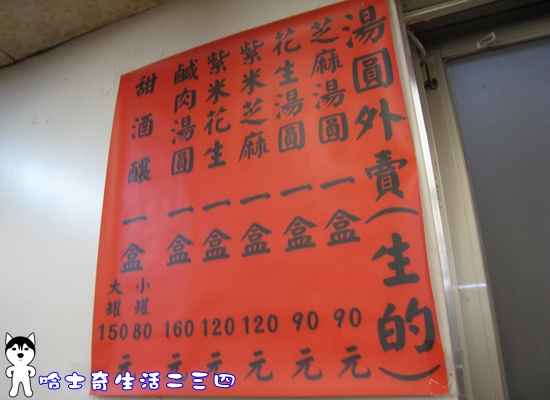 湯圓外賣(生的)
芝麻湯圓一盒90元
花生湯圓一盒90元
紫米芝麻一盒120元
紫米花生一盒120元
鹹肉湯圓一盒160元
甜酒釀一盒小罐80大罐150元
哈士奇生活二三四